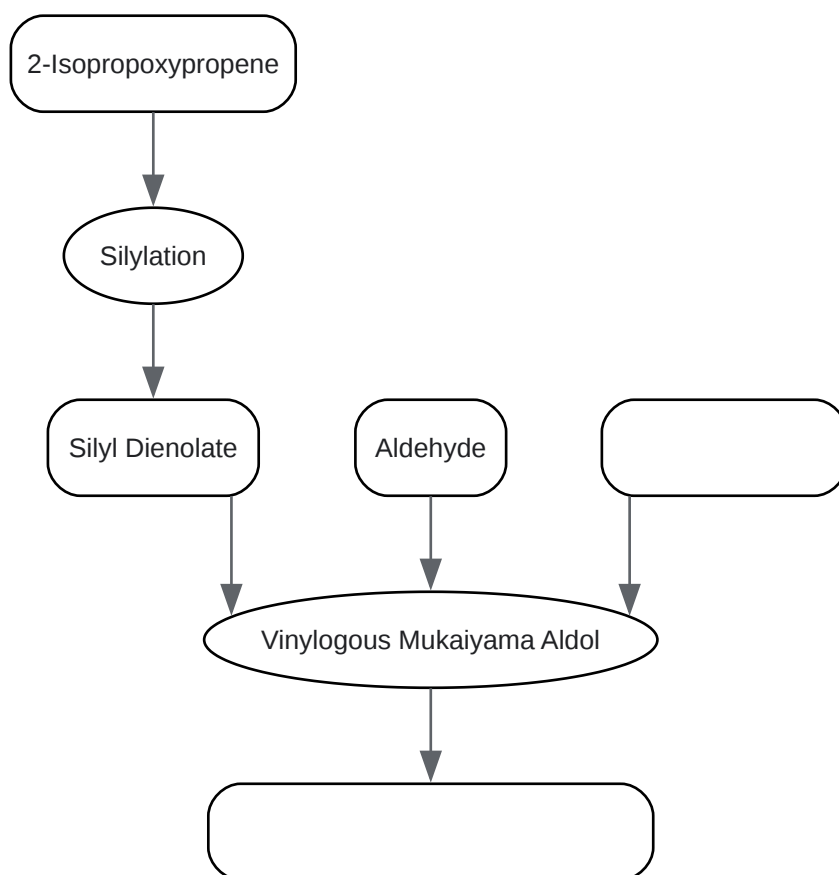 2-Isopropoxypropene
Silylation
Silyl Dienolate
Aldehyde
Vinylogous Mukaiyama Aldol